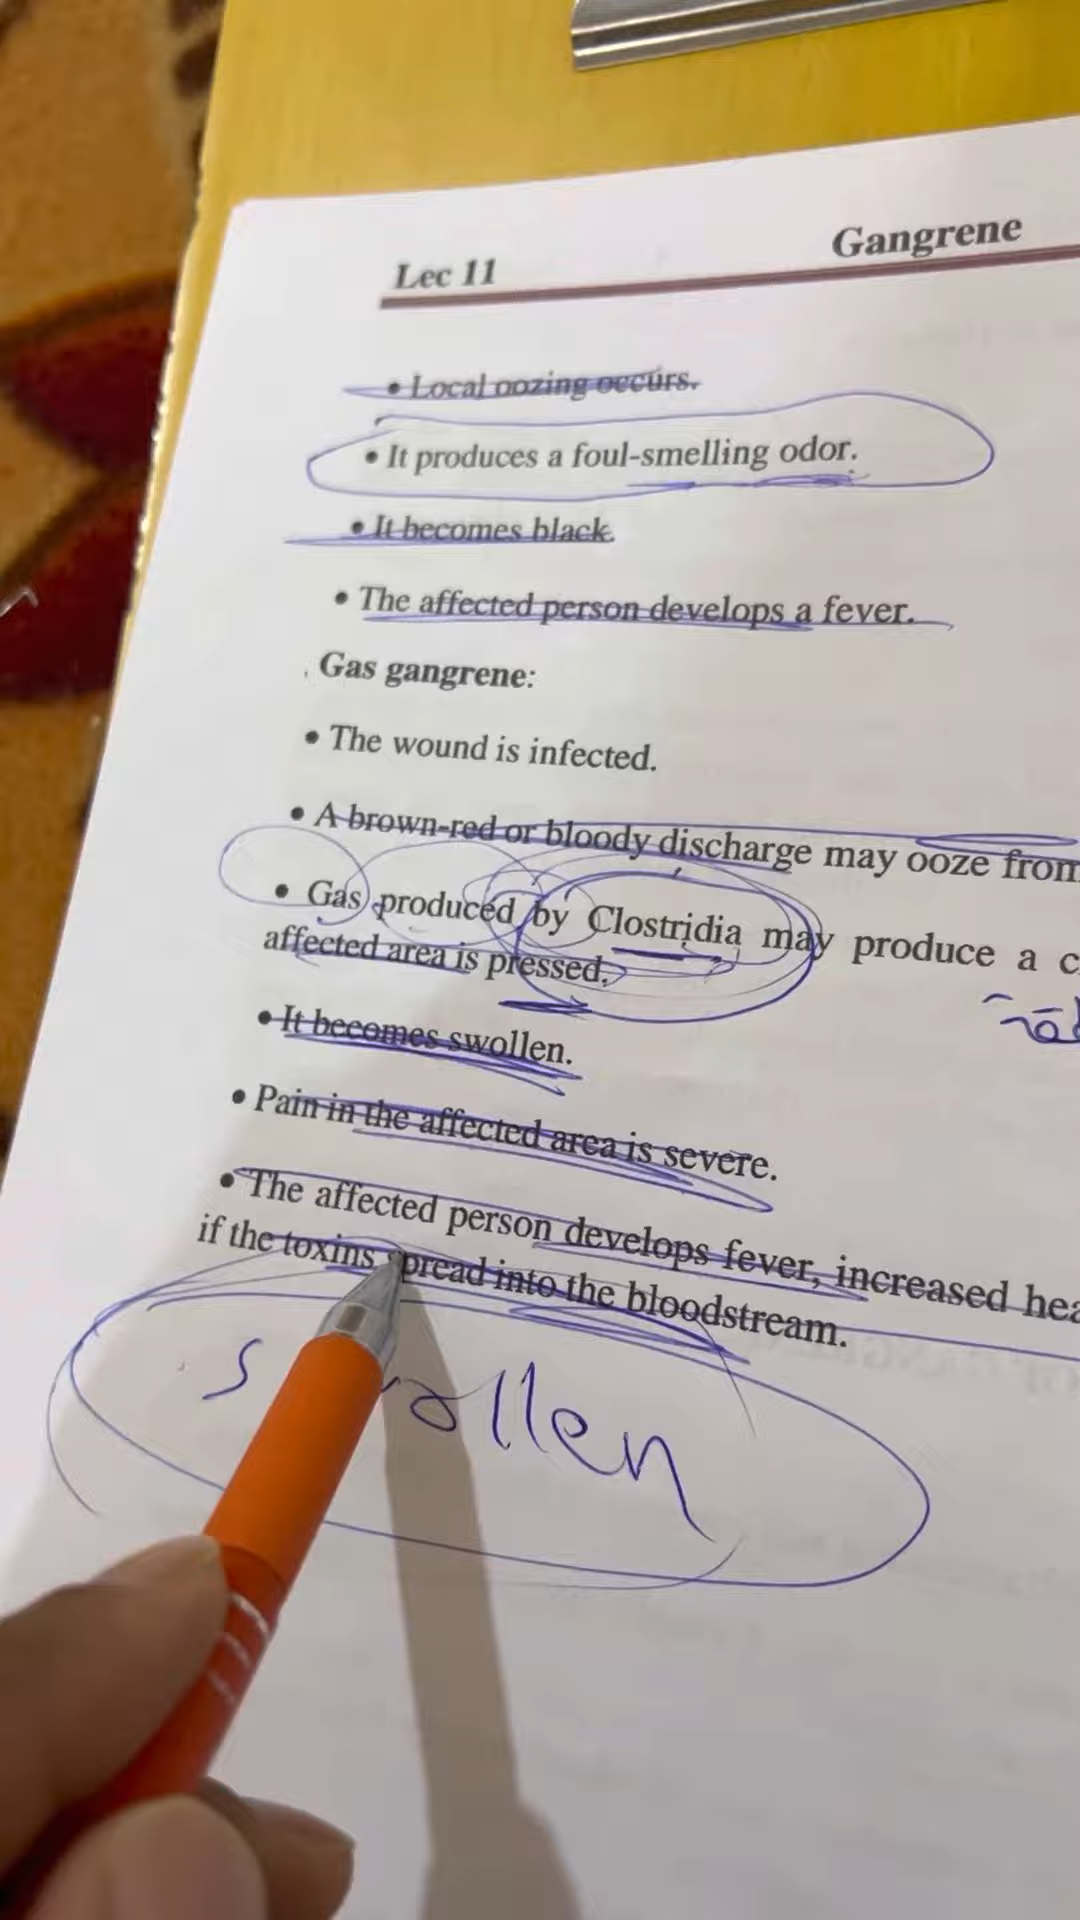 Lec 11
Gangrene
• Local oozing occurs.
• It produces a foul-smelling odor.
• It becomes black.
• The affected person develops a fever.
Gas gangrene:
• The wound is infected.
• A brown-red or bloody discharge may ooze from
• Gas produced by Clostridia may produce a
affected area is pressed.
• It becomes swollen.
• Pain in the affected area is severe.
• The affected person develops fever, increased
if the toxins spread into the bloodstream.
swollen